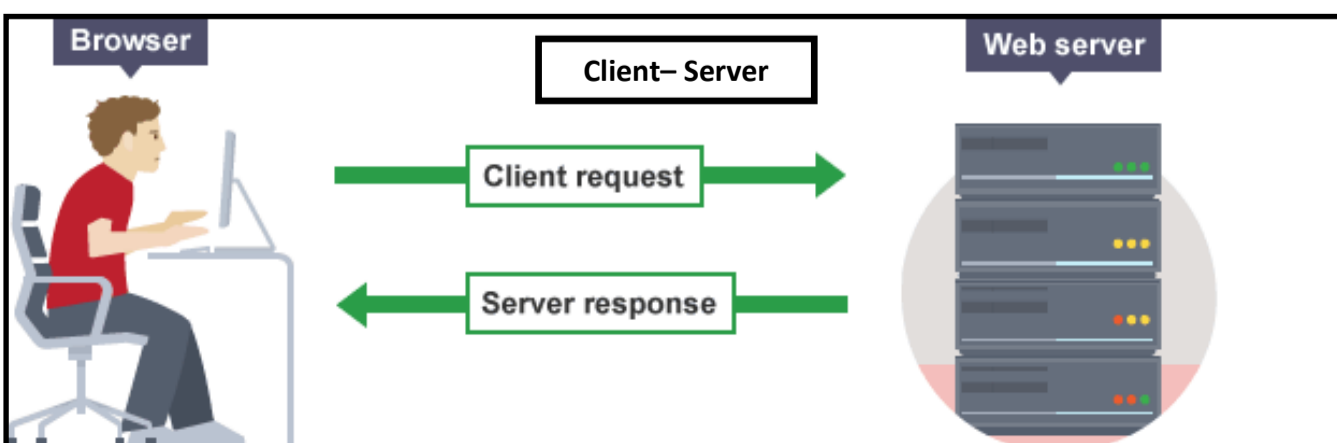 Browser
Client– Server
Web server
Client request
Server response